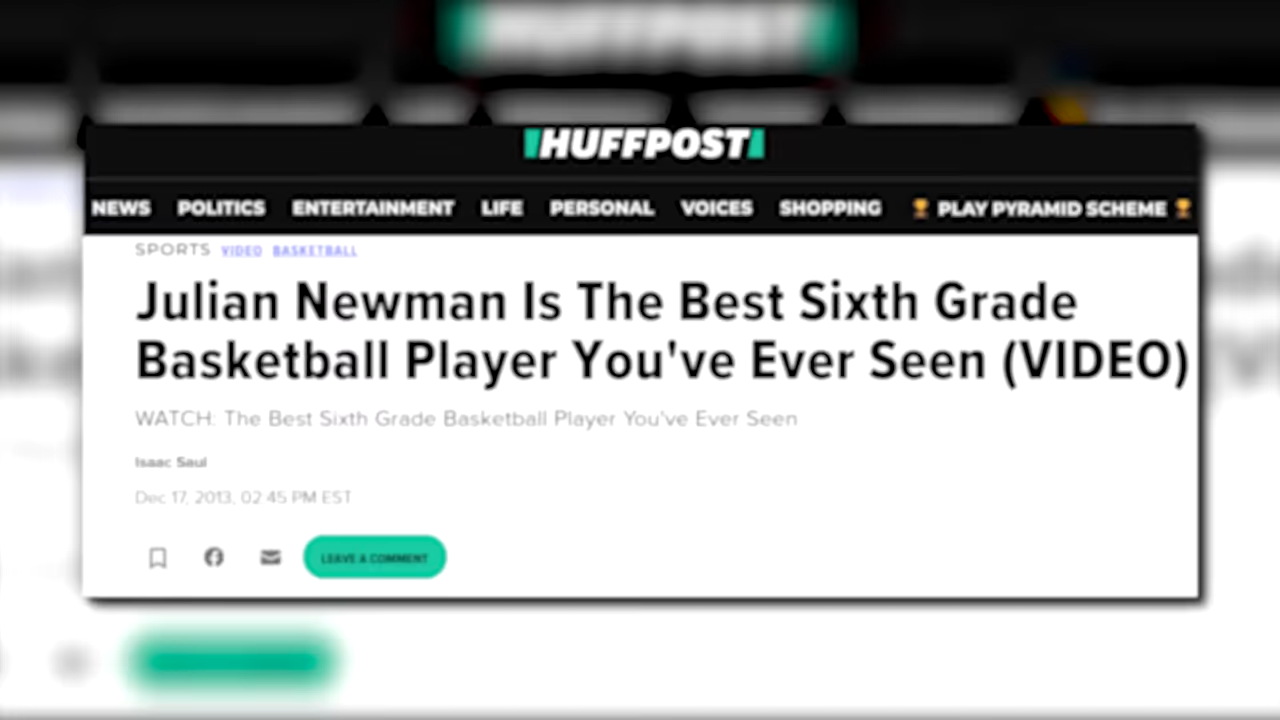 HUFFPOST
HUFFPOST
NEWS POLITICS ENTERTAINMENT LIFE PERSONAL VOICES SHOPPING 🏆 PLAY PYRAMID SCHEME 🏆
SPORTS VIDEO BASKETBALL
Julian Newman Is The Best Sixth Grade
Basketball Player You've Ever Seen (VIDEO)
WATCH: The Best Sixth Grade Basketball Player You've Ever Seen
Isaac Saul
Dec 17, 2013, 02:45 PM EST
LEAVE A COMMENT